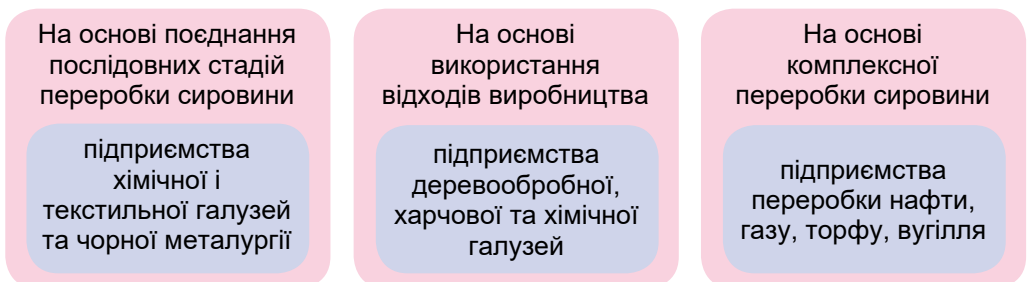 На основі поєднання
послідовних стадій
переробки сировини
підприємства
хімічної і
текстильної галузей
та чорної металургії
На основі
використання
відходів виробництва
підприємства
деревообробної,
харчової та хімічної
галузей
На основі
комплексної
переробки сировини
підприємства
переробки нафти,
газу, торфу, вугілля